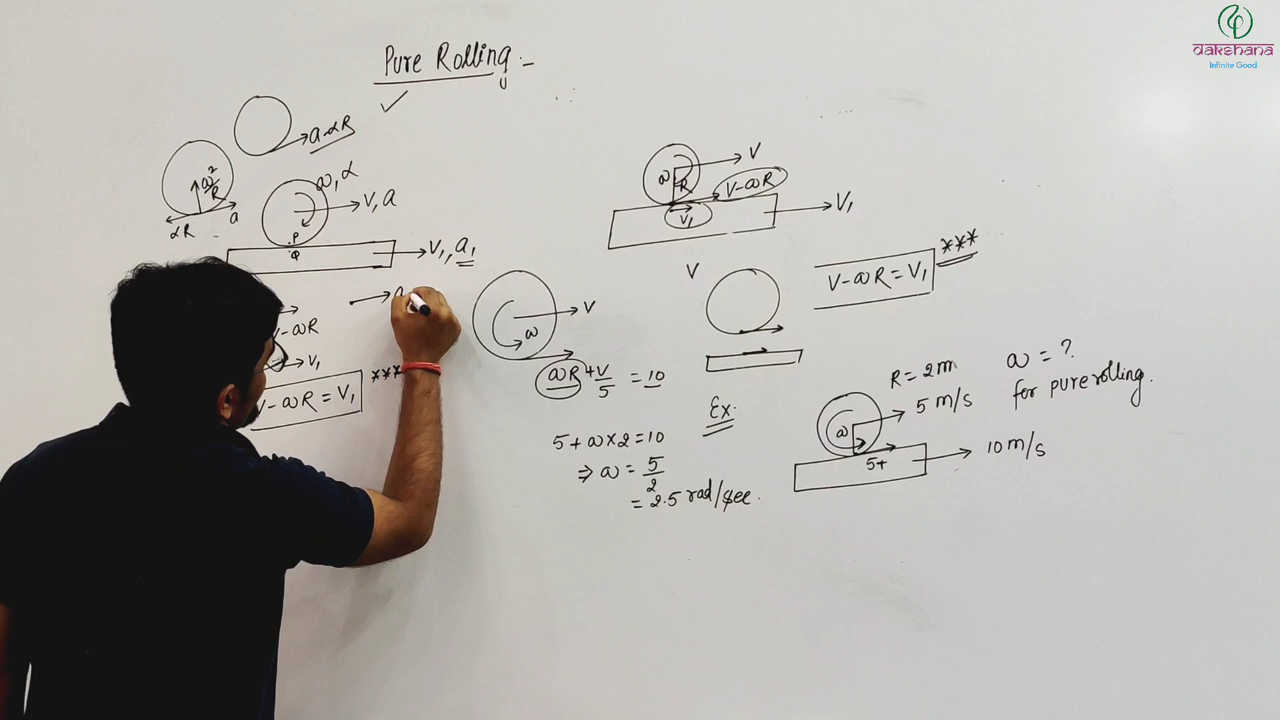 Pure Rolling :-
dakshana
Infinite Good
a-αR
ω²R
αR
a
ω, α
V, a
P
Q
V₁, a₁
V
ω
R
V-ωR
V₁
V₁
V-ωR = V₁
***
V
-ωR
V₁
V-ωR = V₁
***
V
ω
ωR + V = 10
5
5 + ω×2 = 10
⇒ ω = 5/2
= 2.5 rad/sec.
Ex.
R = 2m
5 m/s
ω
5+
10 m/s
ω = ?
for pure rolling.